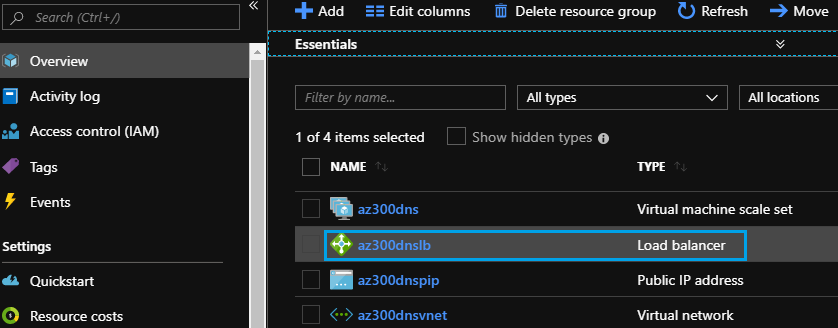 Search (Ctrl+/)
Overview
Activity log
Access control (IAM)
Tags
Events
Settings
Quickstart
Resource costs
Add Edit columns Delete resource group Refresh Move
Essentials
Filter by name... All types All locations
1 of 4 items selected Show hidden types
NAME TYPE
az300dns Virtual machine scale set
az300dnslb Load balancer
az300dnspip Public IP address
az300dnsvnet Virtual network